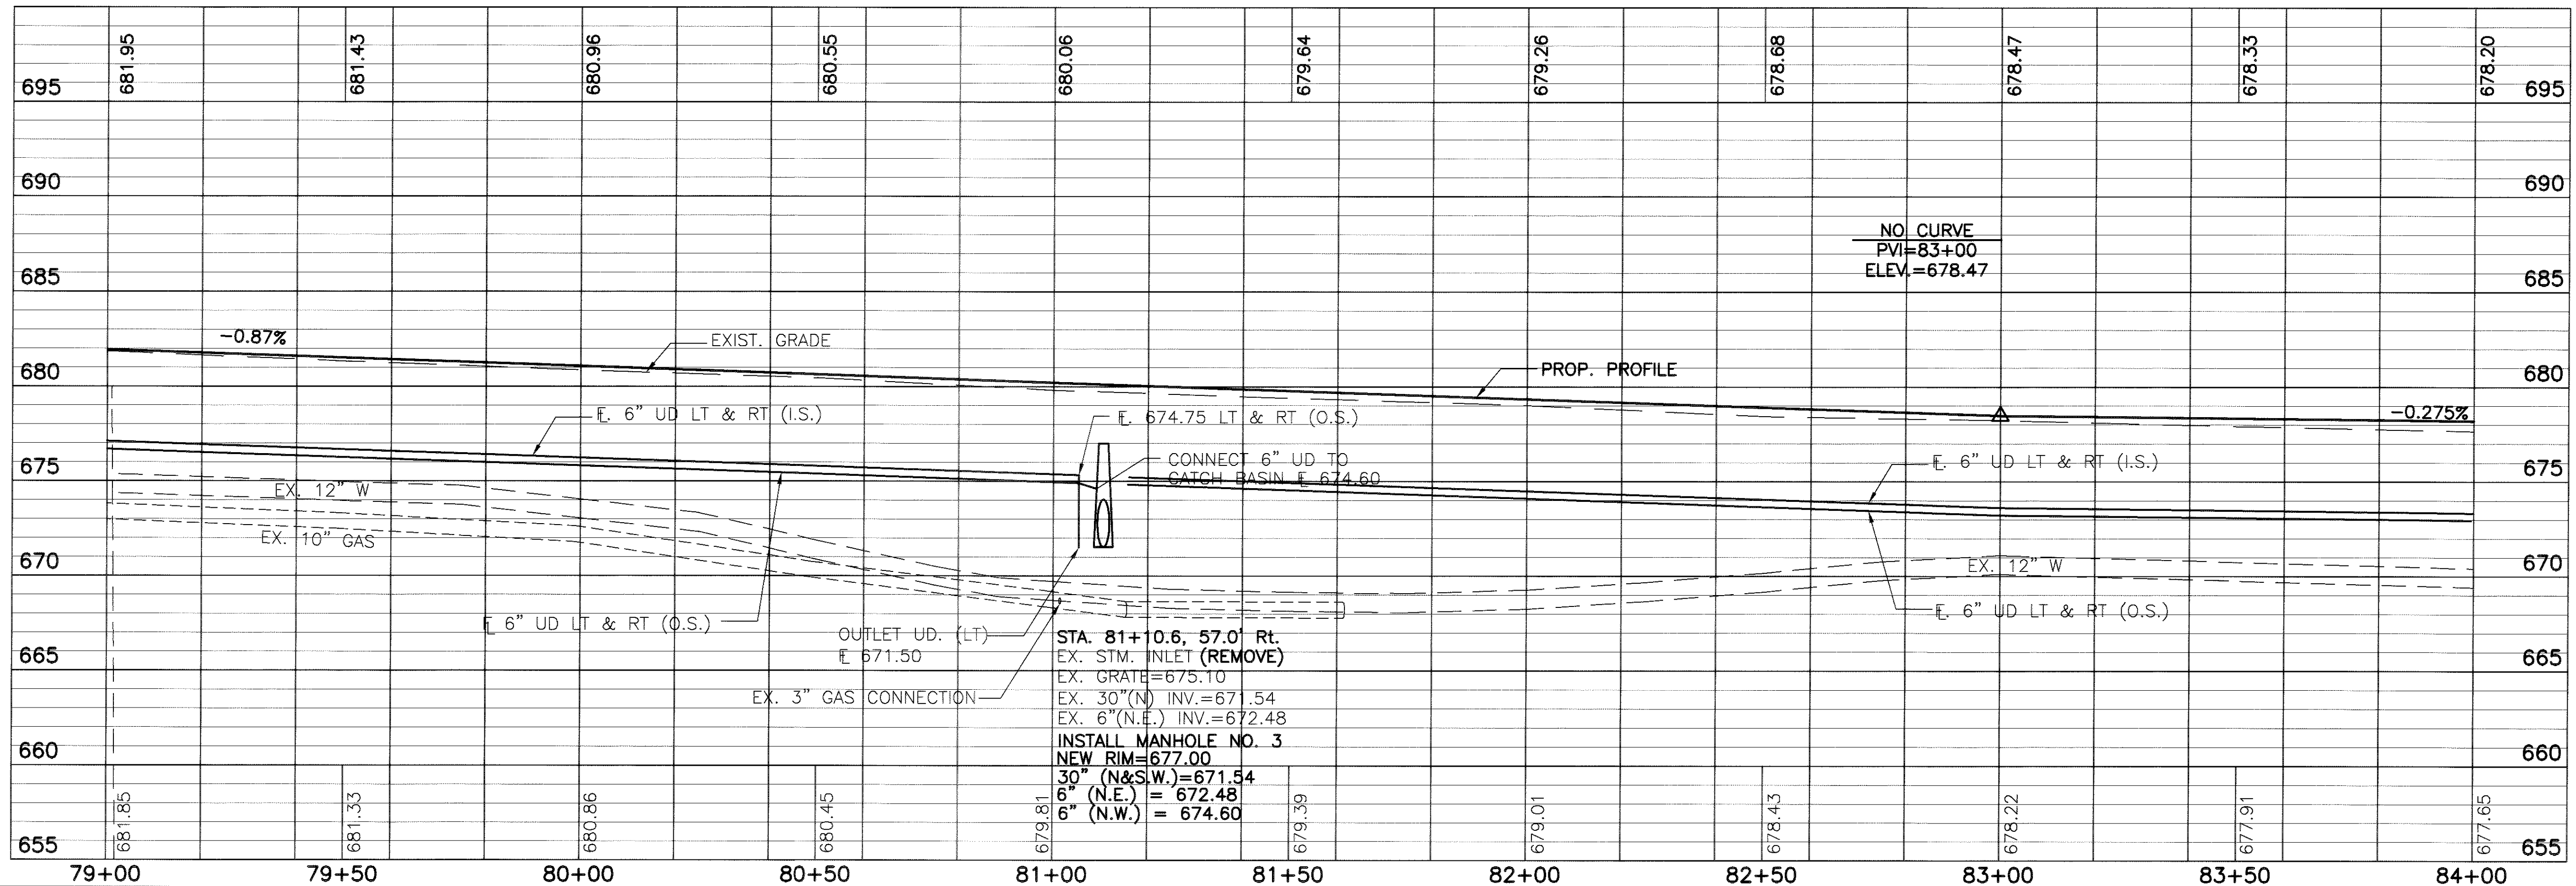 681.95
681.43
680.96
680.55
680.06
679.64
679.26
678.68
678.47
678.33
678.20
695
695
690
690
NO CURVE
PVI=83+00
ELEV.=678.47
685
685
-0.87%
EXIST. GRADE
680
PROP. PROFILE
680
℄. 6" UD LT & RT (I.S.)
℄. 674.75 LT & RT (O.S.)
-0.275%
675
CONNECT 6" UD TO
CATCH BASIN ℄ 674.60
℄. 6" UD LT & RT (I.S.)
675
EX. 12" W
EX. 10" GAS
670
EX. 12" W
670
℄ 6" UD LT & RT (O.S.)
℄. 6" UD LT & RT (O.S.)
OUTLET UD. (LT)
℄ 671.50
STA. 81+10.6, 57.0' Rt.
EX. STM. INLET (REMOVE)
EX. GRATE=675.10
EX. 30"(N) INV.=671.54
EX. 6"(N.E.) INV.=672.48
665
665
EX. 3" GAS CONNECTION
INSTALL MANHOLE NO. 3
NEW RIM=677.00
30" (N&S.W.)=671.54
6" (N.E.) = 672.48
6" (N.W.) = 674.60
660
660
681.85
681.33
680.86
680.45
679.81
679.39
679.01
678.43
678.22
677.91
677.65
655
655
79+00
79+50
80+00
80+50
81+00
81+50
82+00
82+50
83+00
83+50
84+00